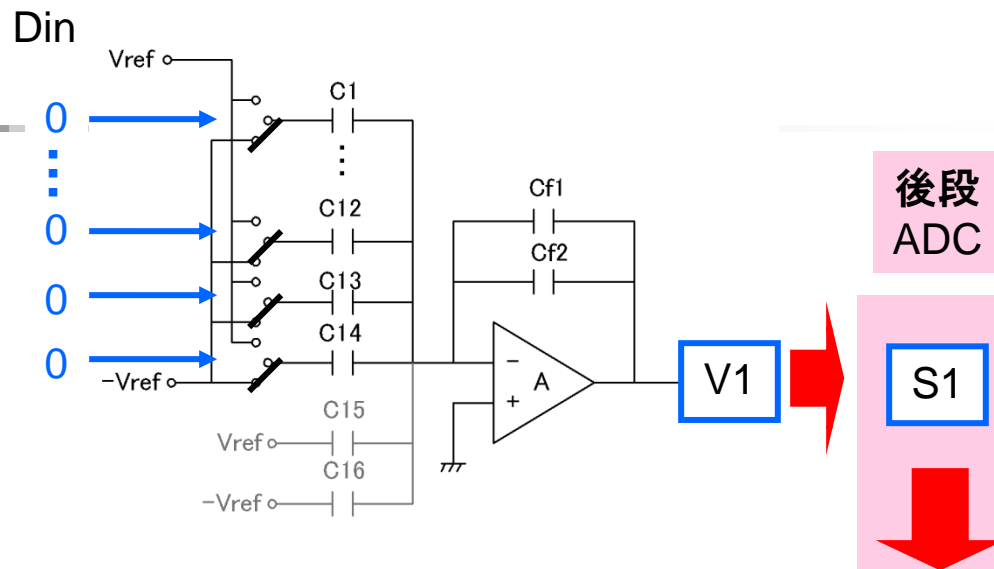 Din
Vref
0
C1
⋮
⋮
0
C12
0
C13
0
C14
-Vref
Vref
C15
-Vref
C16
Cf1
Cf2
A
−
+
V1
後段
ADC
S1